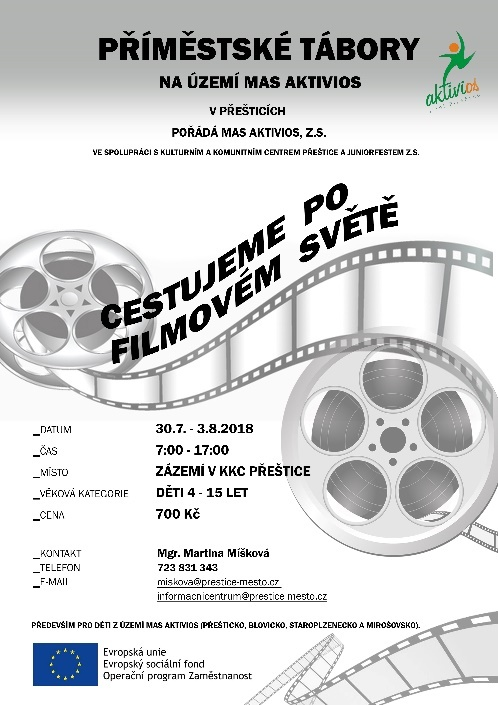 PŘÍMĚSTSKÉ TÁBORY
NA ÚZEMÍ MAS AKTIVIOS
V PŘEŠTICÍCH
POŘÁDÁ MAS AKTIVIOS, Z.S.
VE SPOLUPRÁCI S KULTURNÍM A KOMUNITNÍM CENTREM PŘEŠTICE A JUNIORFESTEM Z.S.
aktivios
CESTUJEME PO
FILMOVÉM SVĚTĚ
_DATUM 30.7. - 3.8.2018
_ČAS 7:00 - 17:00
_MÍSTO ZÁZEMÍ V KKC PŘEŠTICE
_VĚKOVÁ KATEGORIE DĚTI 4 - 15 LET
_CENA 700 Kč
_KONTAKT Mgr. Martina Míšková
_TELEFON 723 831 343
_E-MAIL miskova@prestice-mesto.cz
informacnicentrum@prestice-mesto.cz
PŘEDEVŠÍM PRO DĚTI Z ÚZEMÍ MAS AKTIVIOS (PŘEŠTICKO, BLOVICKO, STAROPLZENECKO A MIROŠOVSKO).
Evropská unie
Evropský sociální fond
Operační program Zaměstnanost